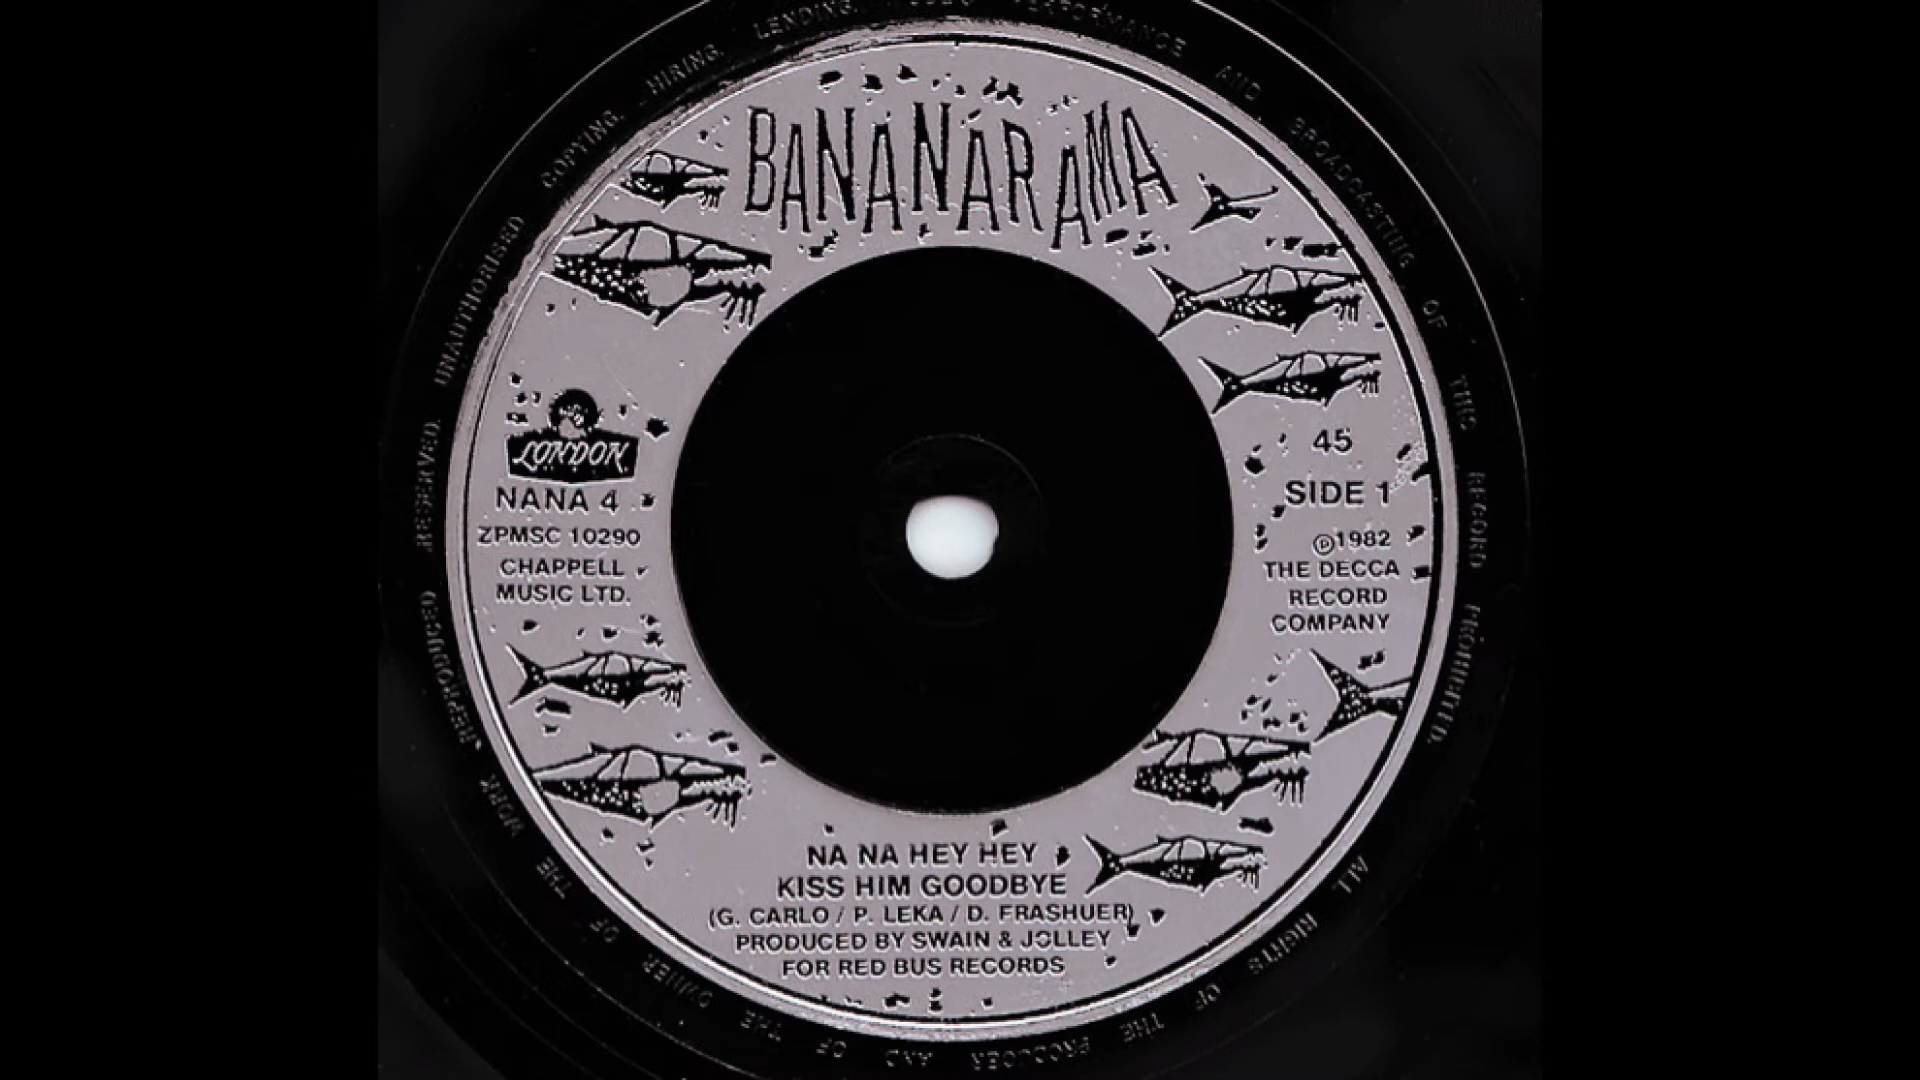 BANANARAMA
LONDON
NANA 4
ZPMSC 10290
CHAPPELL
MUSIC LTD.
45
SIDE 1
Ⓟ1982
THE DECCA
RECORD
COMPANY
NA NA HEY HEY
KISS HIM GOODBYE
(G. CARLO / P. LEKA / D. FRASHUER)
PRODUCED BY SWAIN & JOLLEY
FOR RED BUS RECORDS
ALL RIGHTS OF THE PRODUCER AND OF THE OWNER OF THE WORK REPRODUCED RESERVED. UNAUTHORISED COPYING, HIRING, LENDING, PUBLIC PERFORMANCE AND BROADCASTING OF THIS RECORD PROHIBITED.